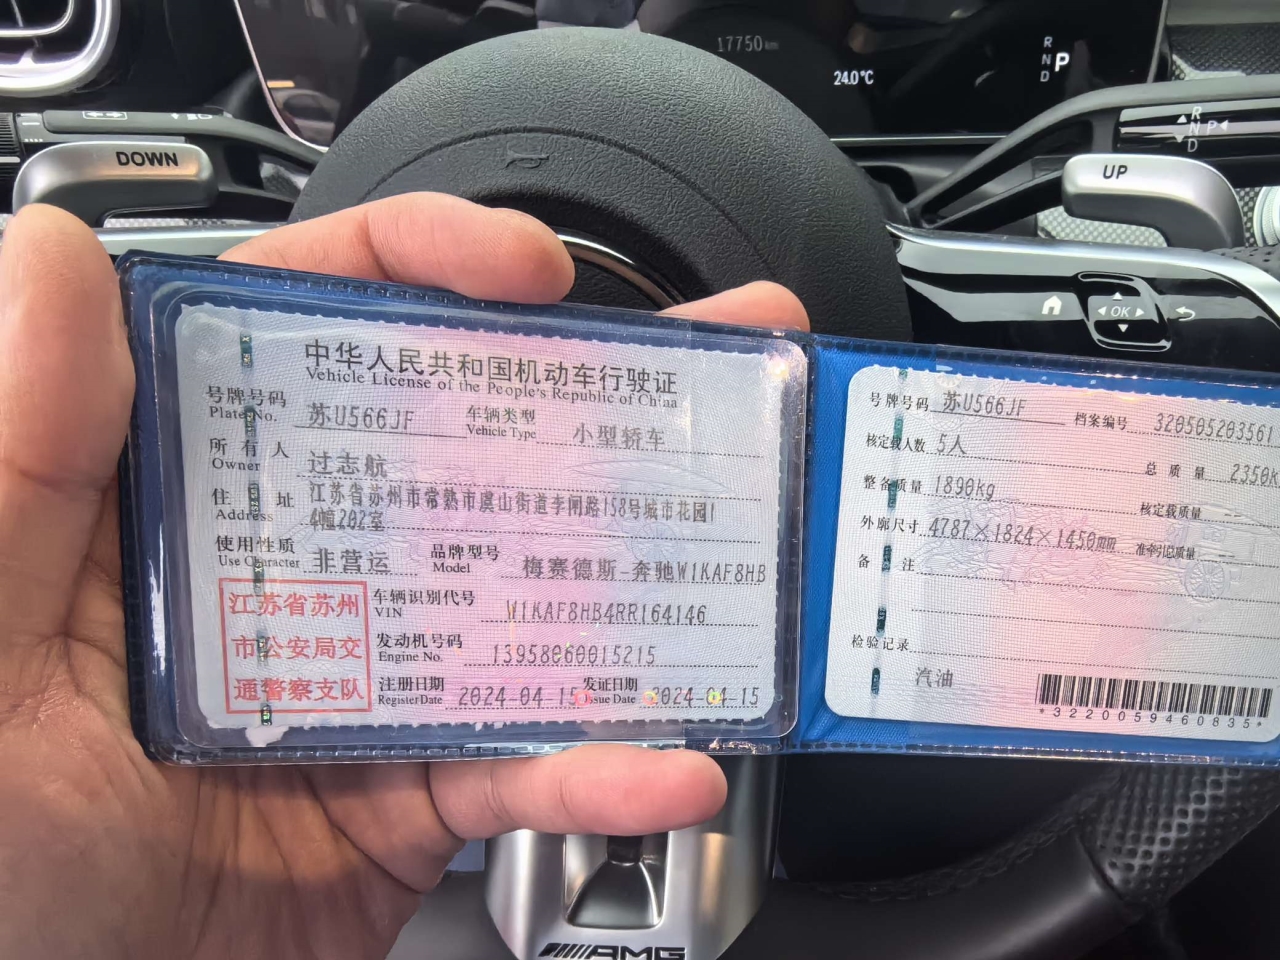 17750km
24.0°C
R
N
D
P
R
N P
D
DOWN
UP
OK
中华人民共和国机动车行驶证
Vehicle License of the People's Republic of China
号牌号码 苏U566JF 车辆类型 小型轿车
Plate No. Vehicle Type
所有人 过志航
Owner
住址 江苏省苏州市常熟市虞山街道李闸路158号城市花园1
Address 4幢202室
使用性质 非营运 品牌型号 梅赛德斯-奔驰W1KAF8HB
Use Character Model
江苏省苏州
市公安局交
通警察支队
车辆识别代号 W1KAF8HB4RR164146
VIN
发动机号码 13958060015215
Engine No.
注册日期 2024-04-15 发证日期 2024-04-15
Register Date Issue Date
号牌号码 苏U566JF 档案编号 320505203561
核定载人数 5人 总质量 2350K
整备质量 1890kg 核定载质量
外廓尺寸 4787×1824×1450mm 准牵引总质量
备注
检验记录
汽油
*3220059460835*
AMG